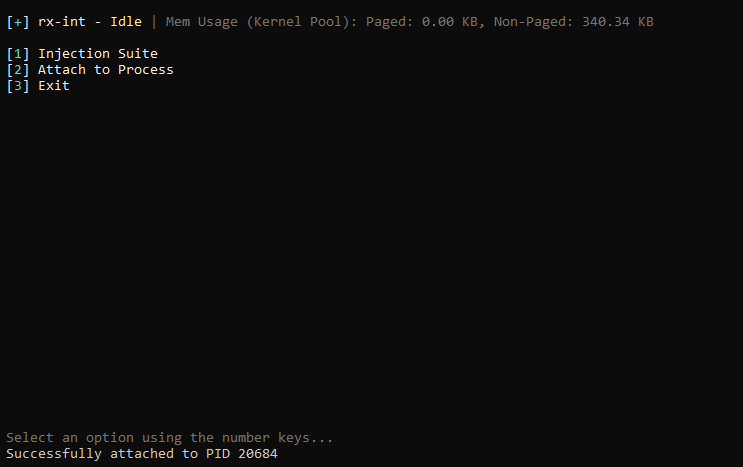 [+] rx-int - Idle | Mem Usage (Kernel Pool): Paged: 0.00 KB, Non-Paged: 340.34 KB
[1] Injection Suite
[2] Attach to Process
[3] Exit
Select an option using the number keys...
Successfully attached to PID 20684